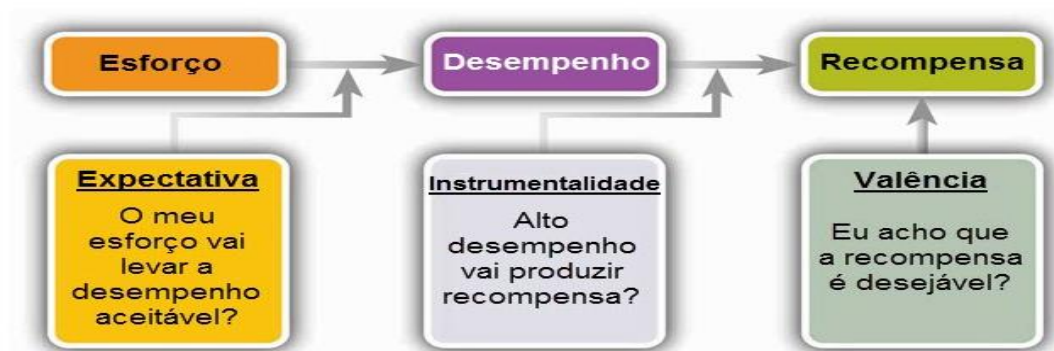 Esforço
Desempenho
Recompensa
Expectativa
O meu
esforço vai
levar a
desempenho
aceitável?
Instrumentalidade
Alto
desempenho
vai produzir
recompensa?
Valência
Eu acho que
a recompensa
é desejável?